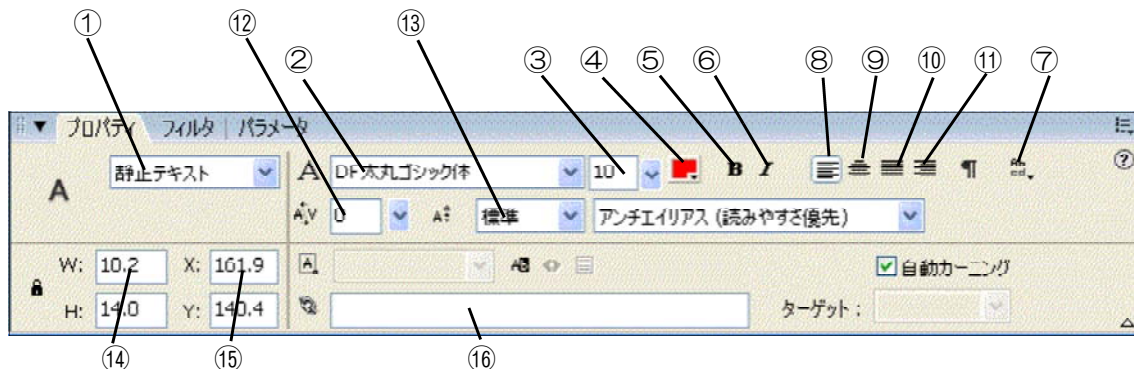 ① ⑫ ⑬
② ③ ④ ⑤ ⑥ ⑧ ⑨ ⑩ ⑪ ⑦
プロパティ フィルタ パラメータ
A 静止テキスト A DF太丸ゴシック体 10 B I ¶
A V 0 A 標準 アンチエイリアス (読みやすさ優先)
W: 10.2 X: 161.9 自動カーニング
H: 14.0 Y: 140.4 ターゲット:
⑭ ⑮ ⑯